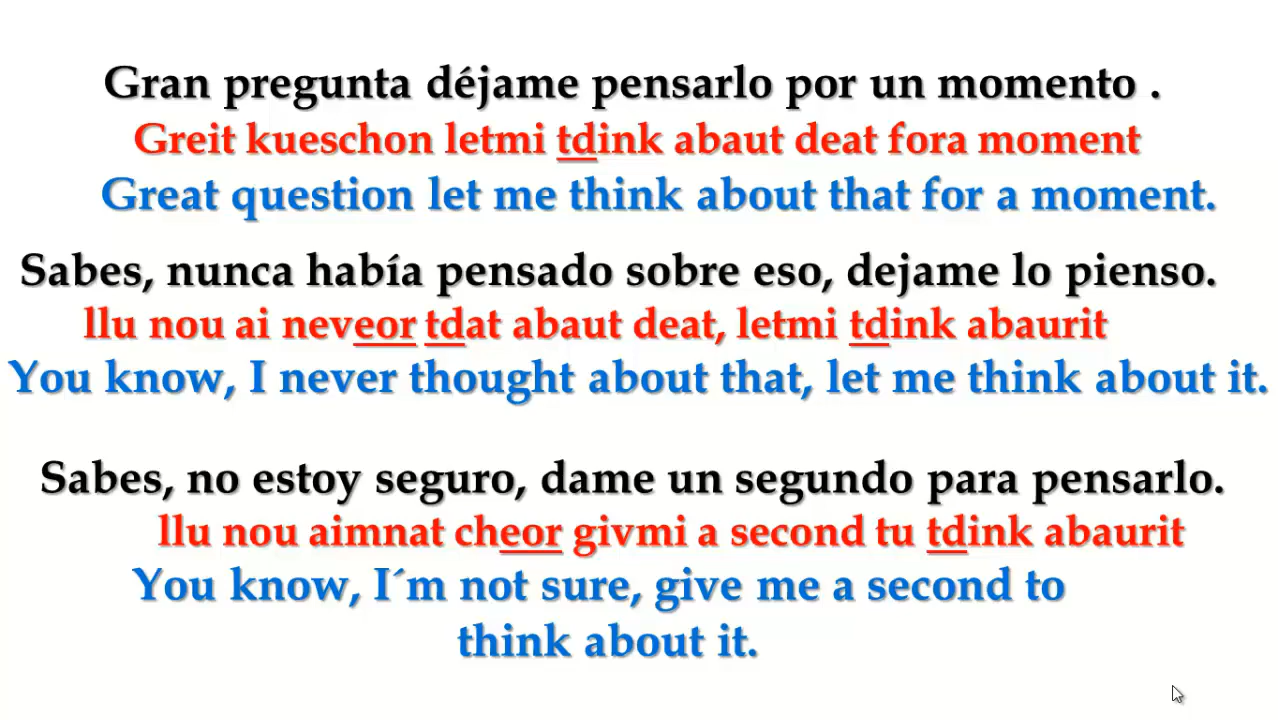 Gran pregunta déjame pensarlo por un momento .
Greit kueschon letmi tdink abaut deat fora moment
Great question let me think about that for a moment.
Sabes, nunca había pensado sobre eso, dejame lo pienso.
llu nou ai neveor tdat abaut deat, letmi tdink abaurit
You know, I never thought about that, let me think about it.
Sabes, no estoy seguro, dame un segundo para pensarlo.
llu nou aimnat cheor givmi a second tu tdink abaurit
You know, I´m not sure, give me a second to
think about it.